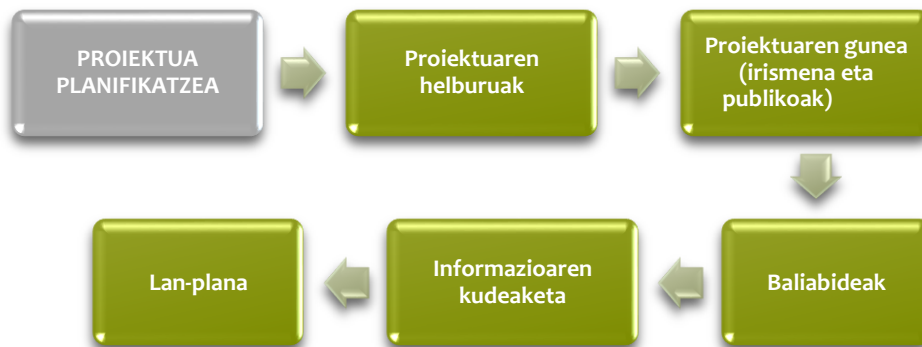 PROIEKTUA
PLANIFIKATZEA
Proiektuaren
helburuak
Proiektuaren gunea
(irismena eta
publikoak)
Baliabideak
Informazioaren
kudeaketa
Lan-plana